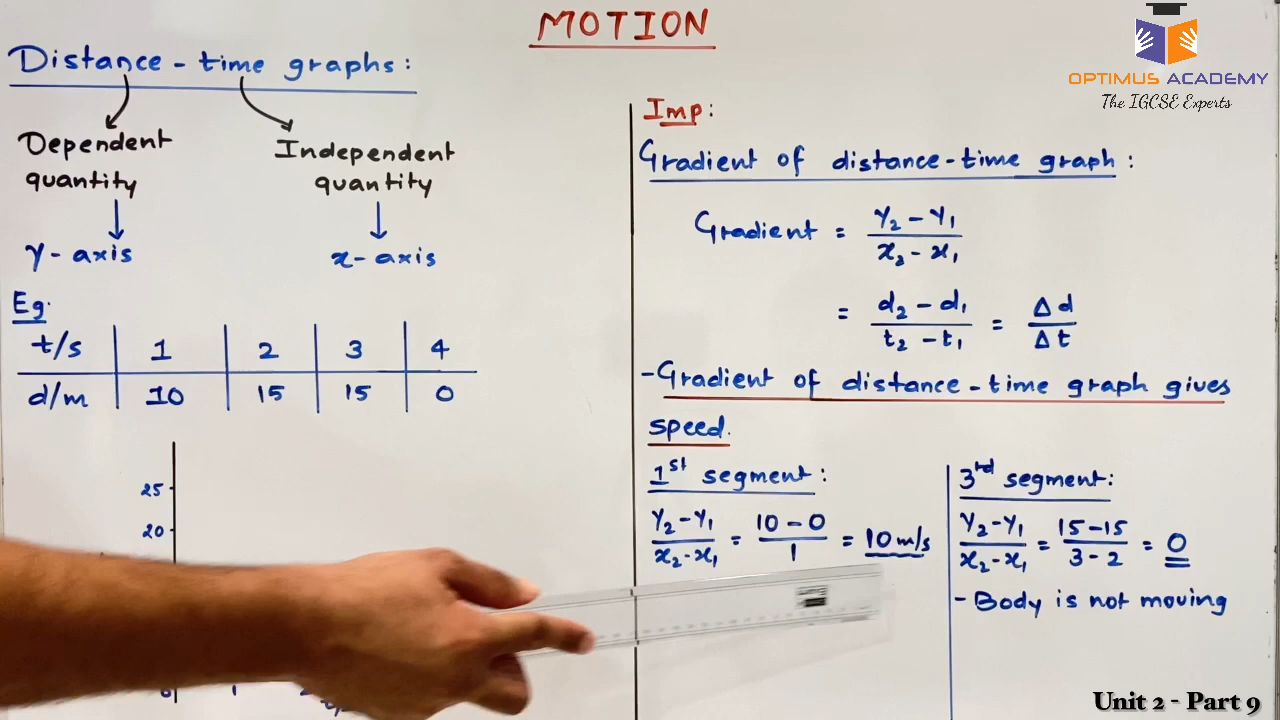 MOTION
OPTIMUS ACADEMY
The IGCSE Experts
Distance - time graphs:
Dependent quantity
Independent quantity
y-axis
x-axis
Eg.
t/s 1 2 3 4
d/m 10 15 15 0
25
20
0 1
Imp:
Gradient of distance-time graph:
Gradient = Y₂ - Y₁ / x₂ - x₁
= d₂ - d₁ / t₂ - t₁ = Δd / Δt
- Gradient of distance - time graph gives
speed.
1st segment:
Y₂ - Y₁ / x₂ - x₁ = 10 - 0 / 1 = 10 m/s
3rd segment:
Y₂ - Y₁ / x₂ - x₁ = 15 - 15 / 3 - 2 = 0
- Body is not moving
Unit 2 - Part 9